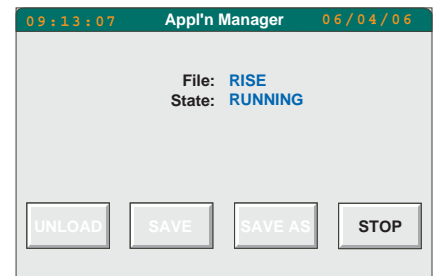 09:13:07 Appl'n Manager 06/04/06
File: RISE
State: RUNNING
UNLOAD SAVE SAVE AS STOP